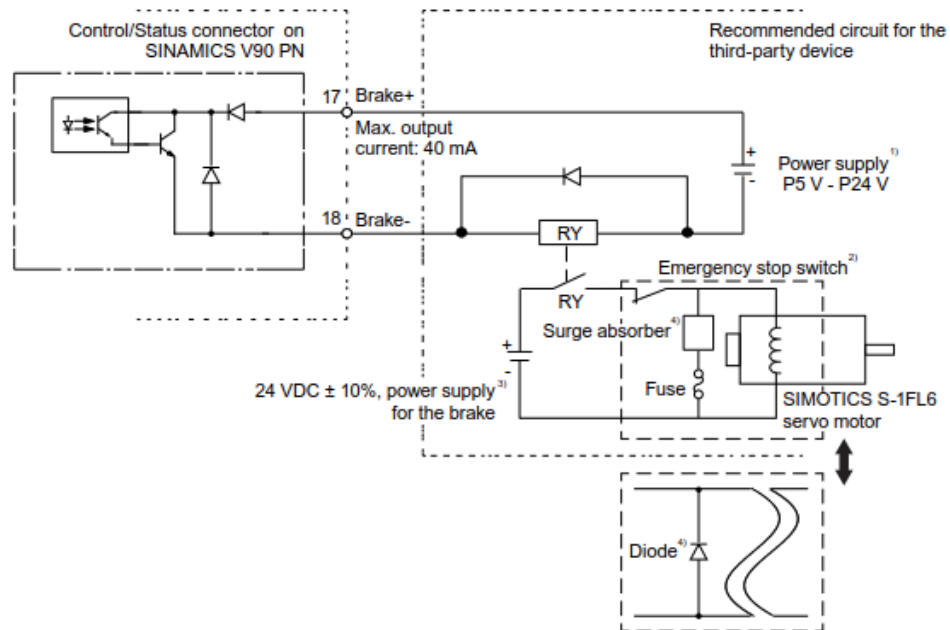 Control/Status connector on
SINAMICS V90 PN
Recommended circuit for the
third-party device
17 Brake+
Max. output
current: 40 mA
+
-
Power supply 1)
P5 V - P24 V
18 Brake-
RY
Emergency stop switch 2)
RY
Surge absorber 4)
+
-
24 VDC ± 10%, power supply 3)
for the brake
Fuse
SIMOTICS S-1FL6
servo motor
Diode 4)